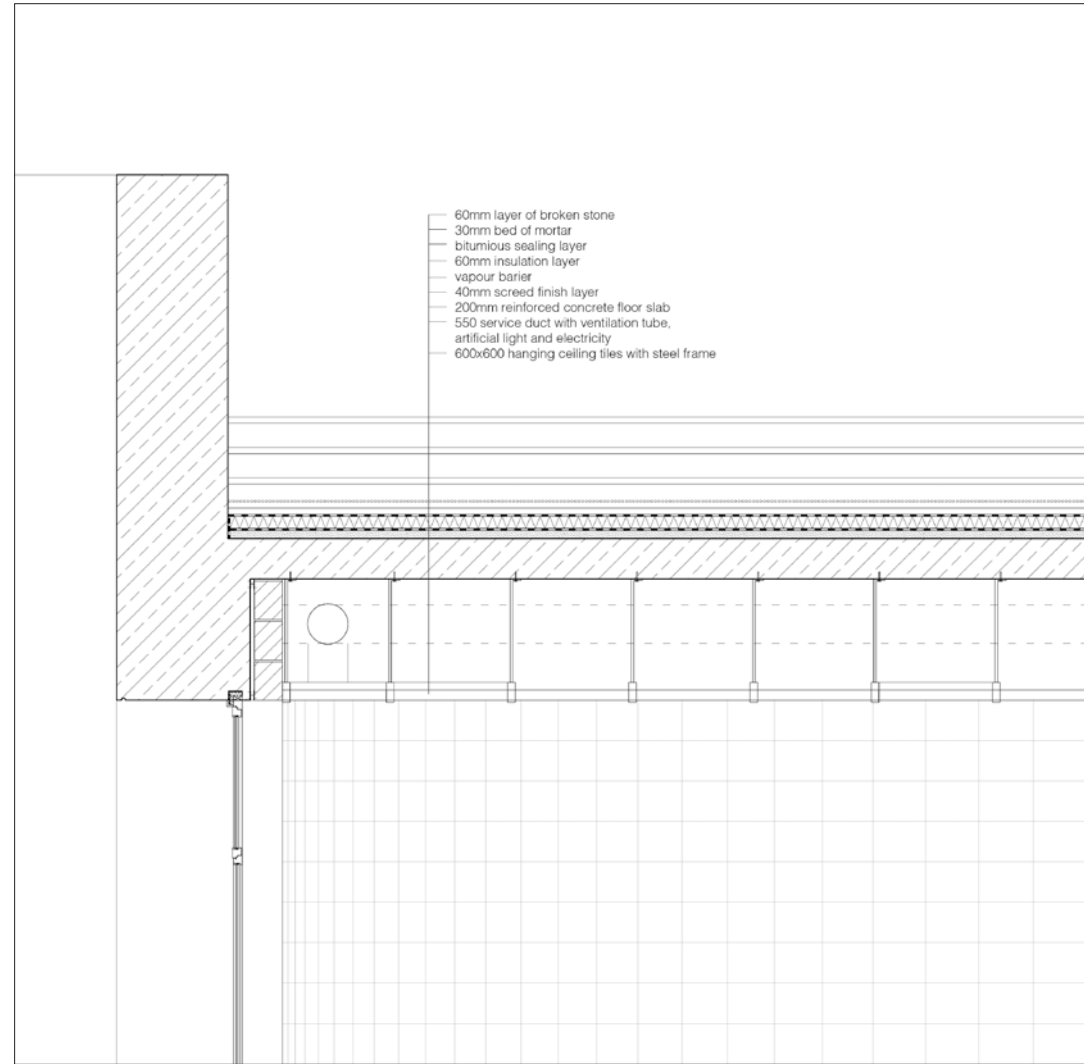 60mm layer of broken stone
30mm bed of mortar
bitumious sealing layer
60mm insulation layer
vapour barier
40mm screed finish layer
200mm reinforced concrete floor slab
550 service duct with ventilation tube,
artificial light and electricity
600x600 hanging ceiling tiles with steel frame